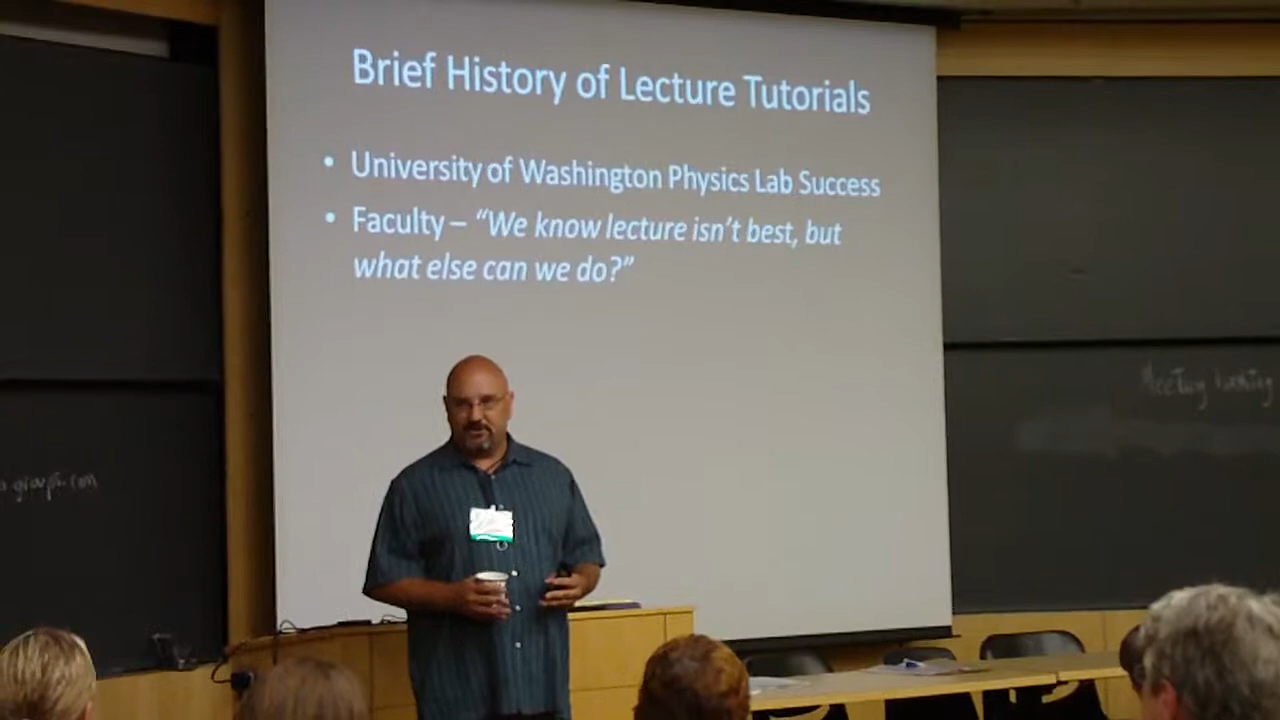 Brief History of Lecture Tutorials
• University of Washington Physics Lab Success
• Faculty – “We know lecture isn’t best, but
what else can we do?”
Meeting